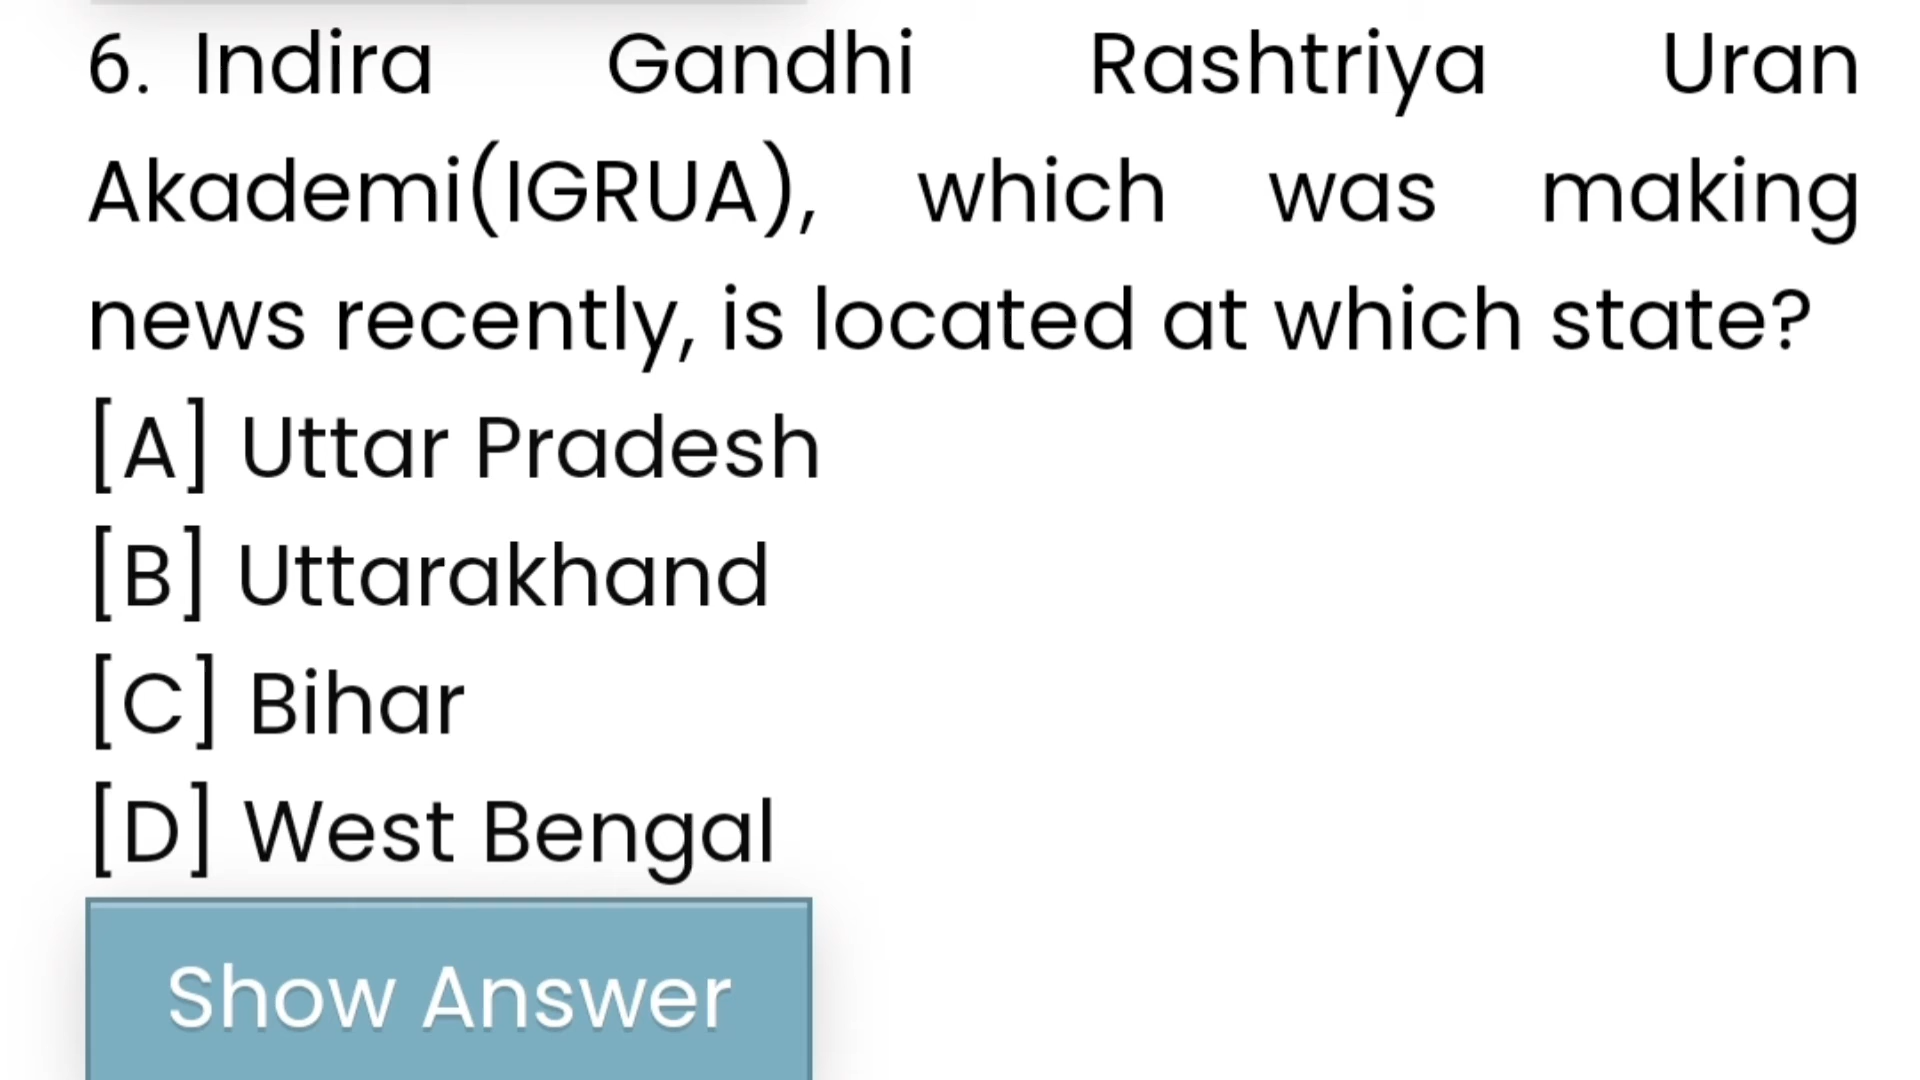 6. Indira Gandhi Rashtriya Uran
Akademi(IGRUA), which was making
news recently, is located at which state?
[A] Uttar Pradesh
[B] Uttarakhand
[C] Bihar
[D] West Bengal
Show Answer